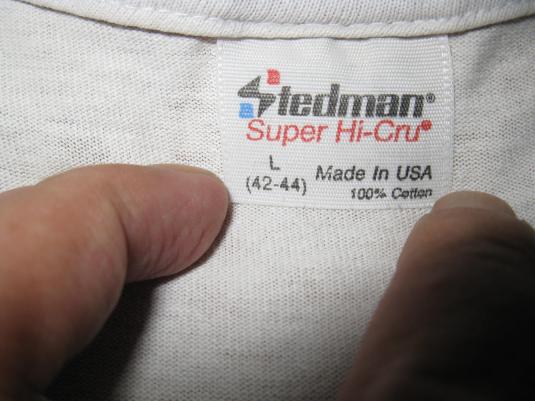 Stedman®
Super Hi-Cru®
L
(42-44)
Made In USA
100% Cotton